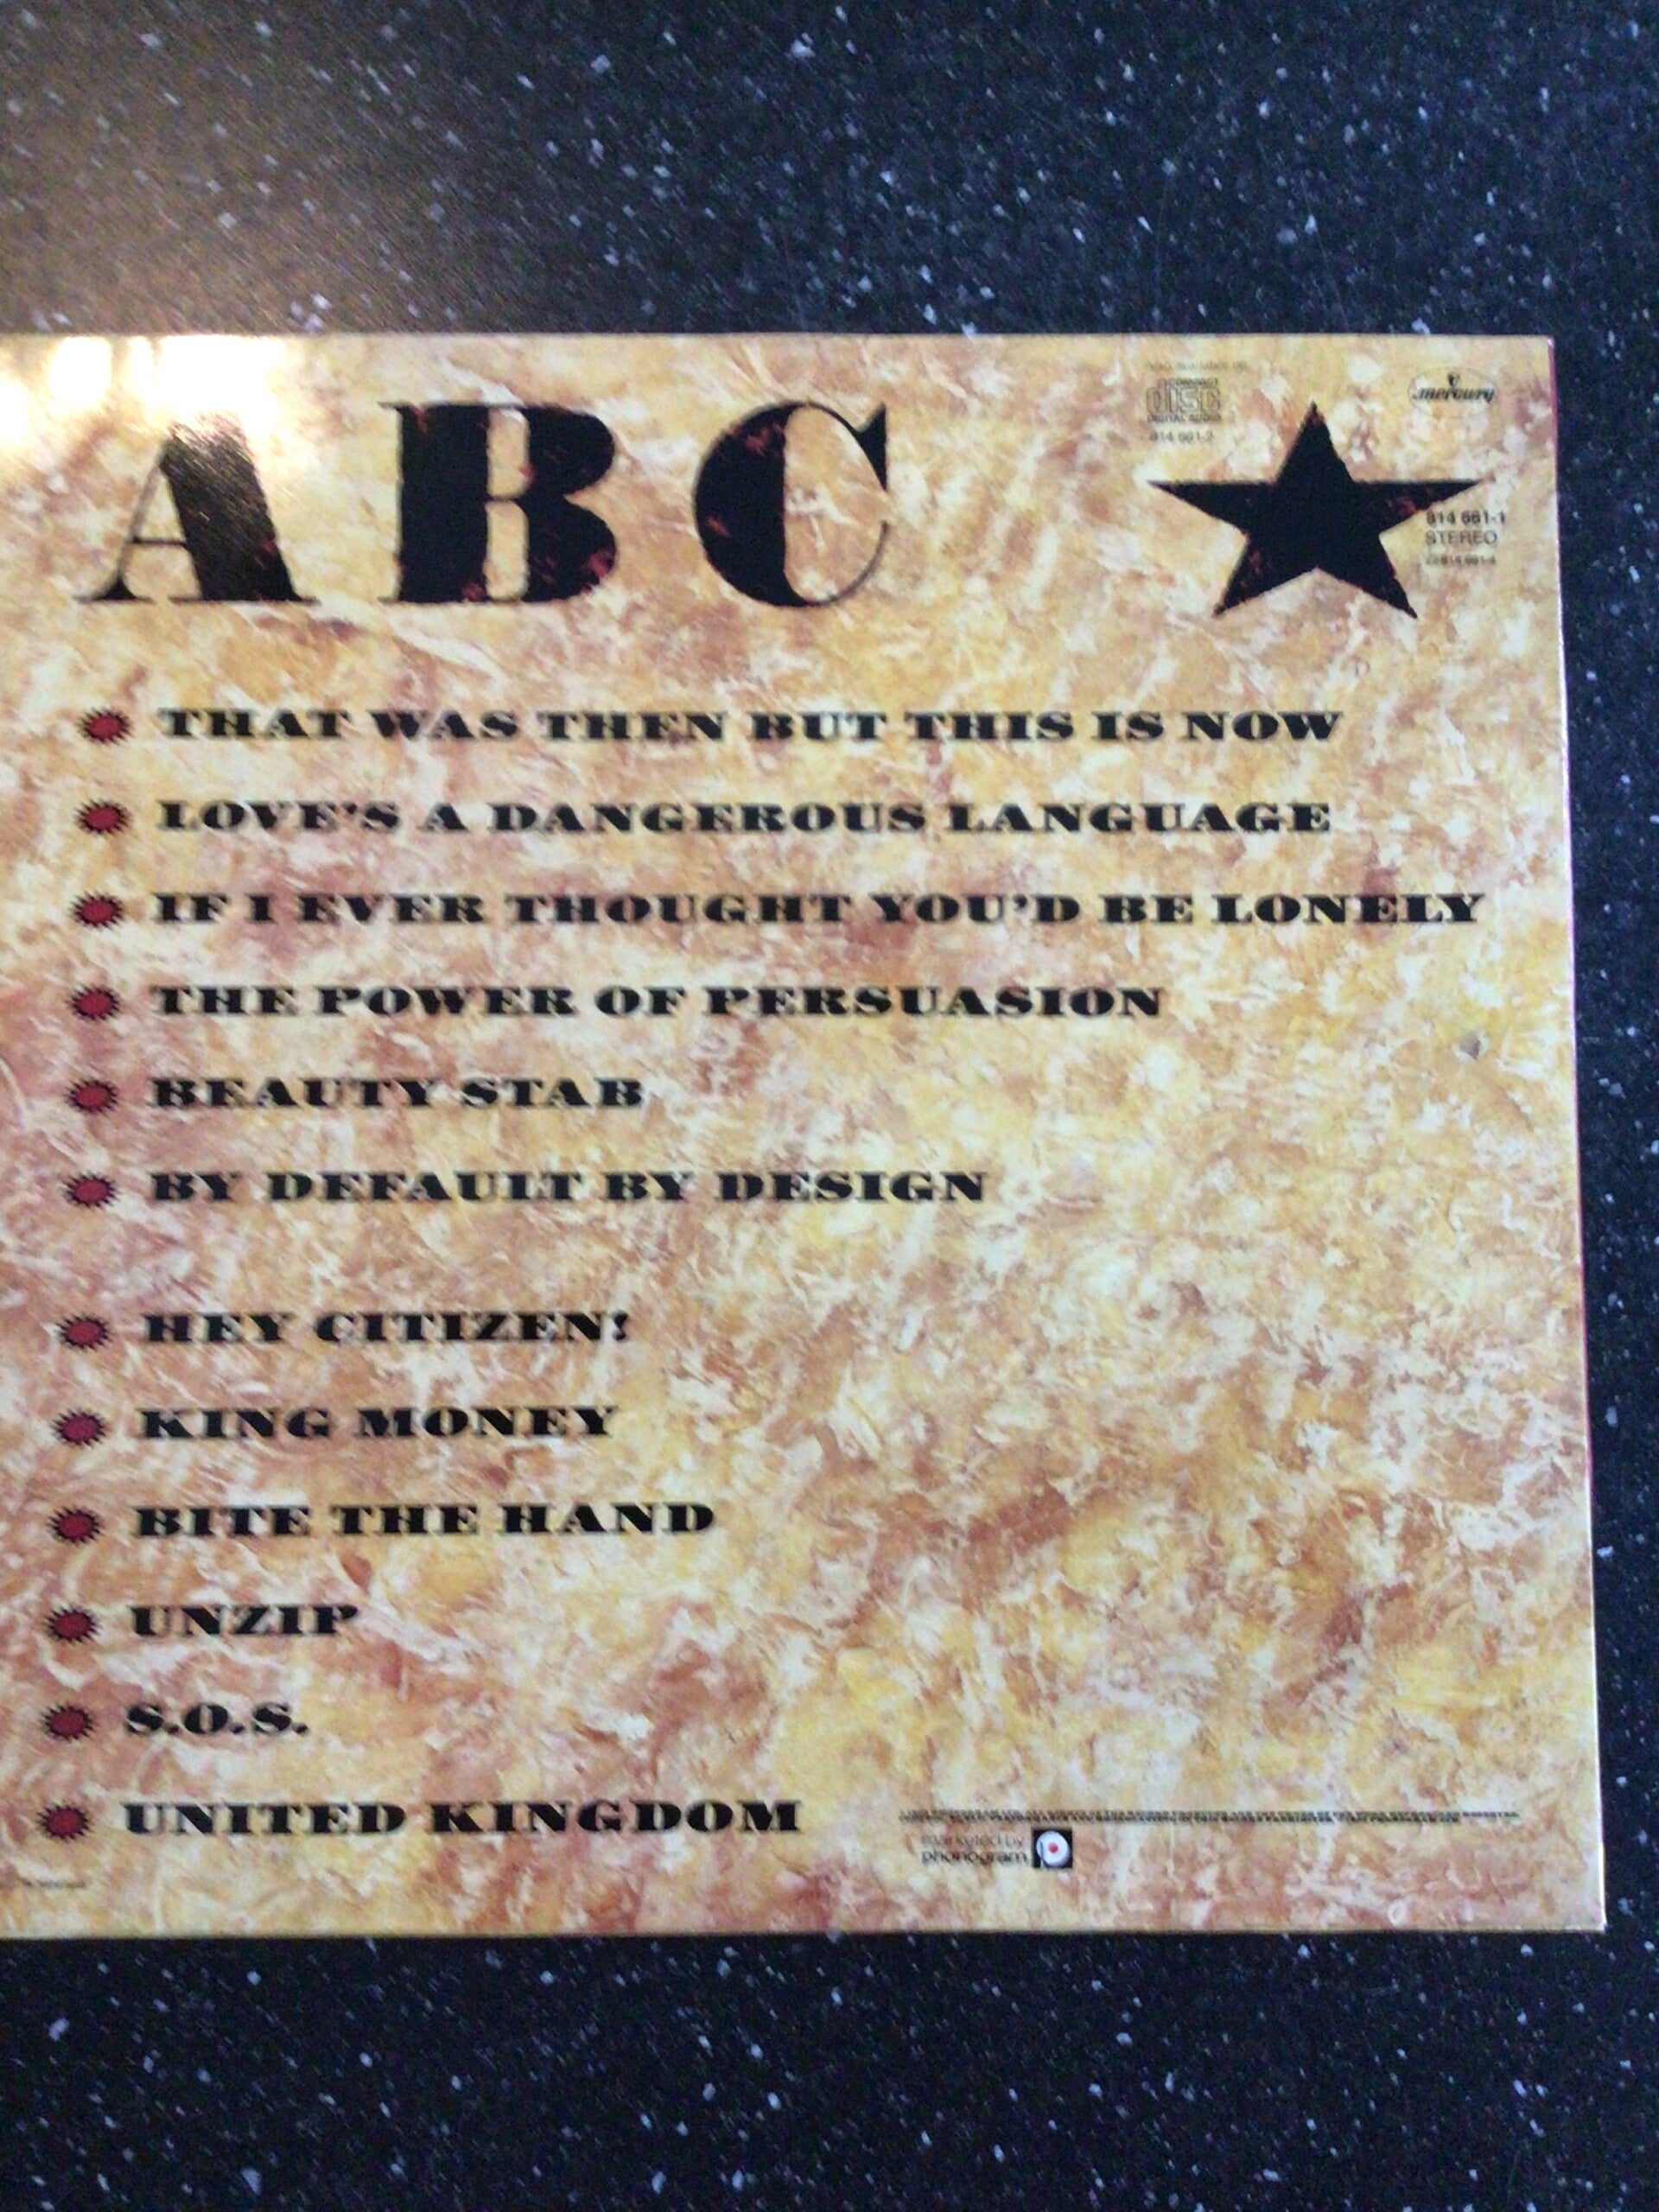 COMPACT
disc
DIGITAL AUDIO
814 661-2
mercury
ABC
814 661-1
STEREO
THAT WAS THEN BUT THIS IS NOW
LOVE'S A DANGEROUS LANGUAGE
IF I EVER THOUGHT YOU'D BE LONELY
THE POWER OF PERSUASION
BEAUTY STAB
BY DEFAULT BY DESIGN
HEY CITIZEN!
KING MONEY
BITE THE HAND
UNZIP
S.O.S.
UNITED KINGDOM
marketed by
phonogram